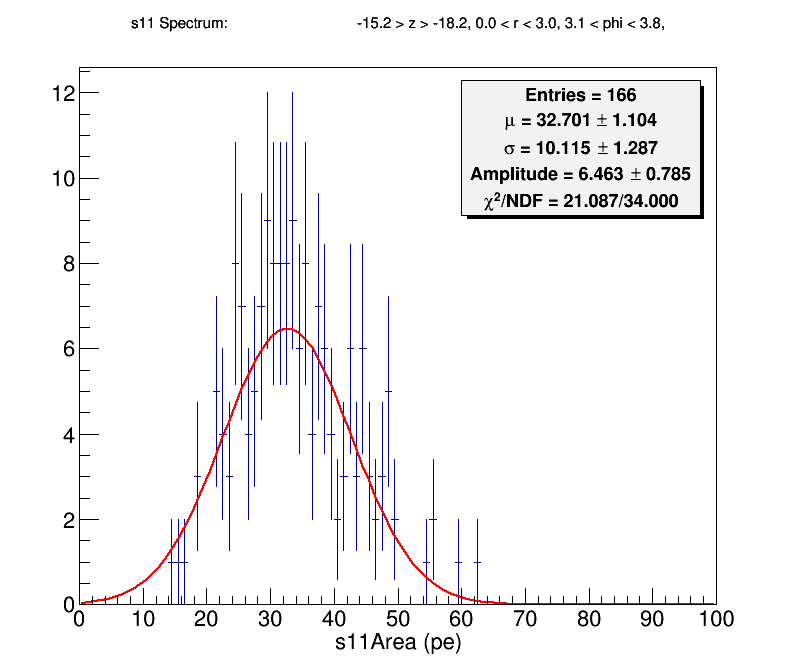 s11 Spectrum: -15.2 > z > -18.2, 0.0 < r < 3.0, 3.1 < phi < 3.8,
Entries = 166
μ = 32.701 ± 1.104
σ = 10.115 ± 1.287
Amplitude = 6.463 ± 0.785
χ²/NDF = 21.087/34.000
12
10
8
6
4
2
0
0 10 20 30 40 50 60 70 80 90 100
s11Area (pe)